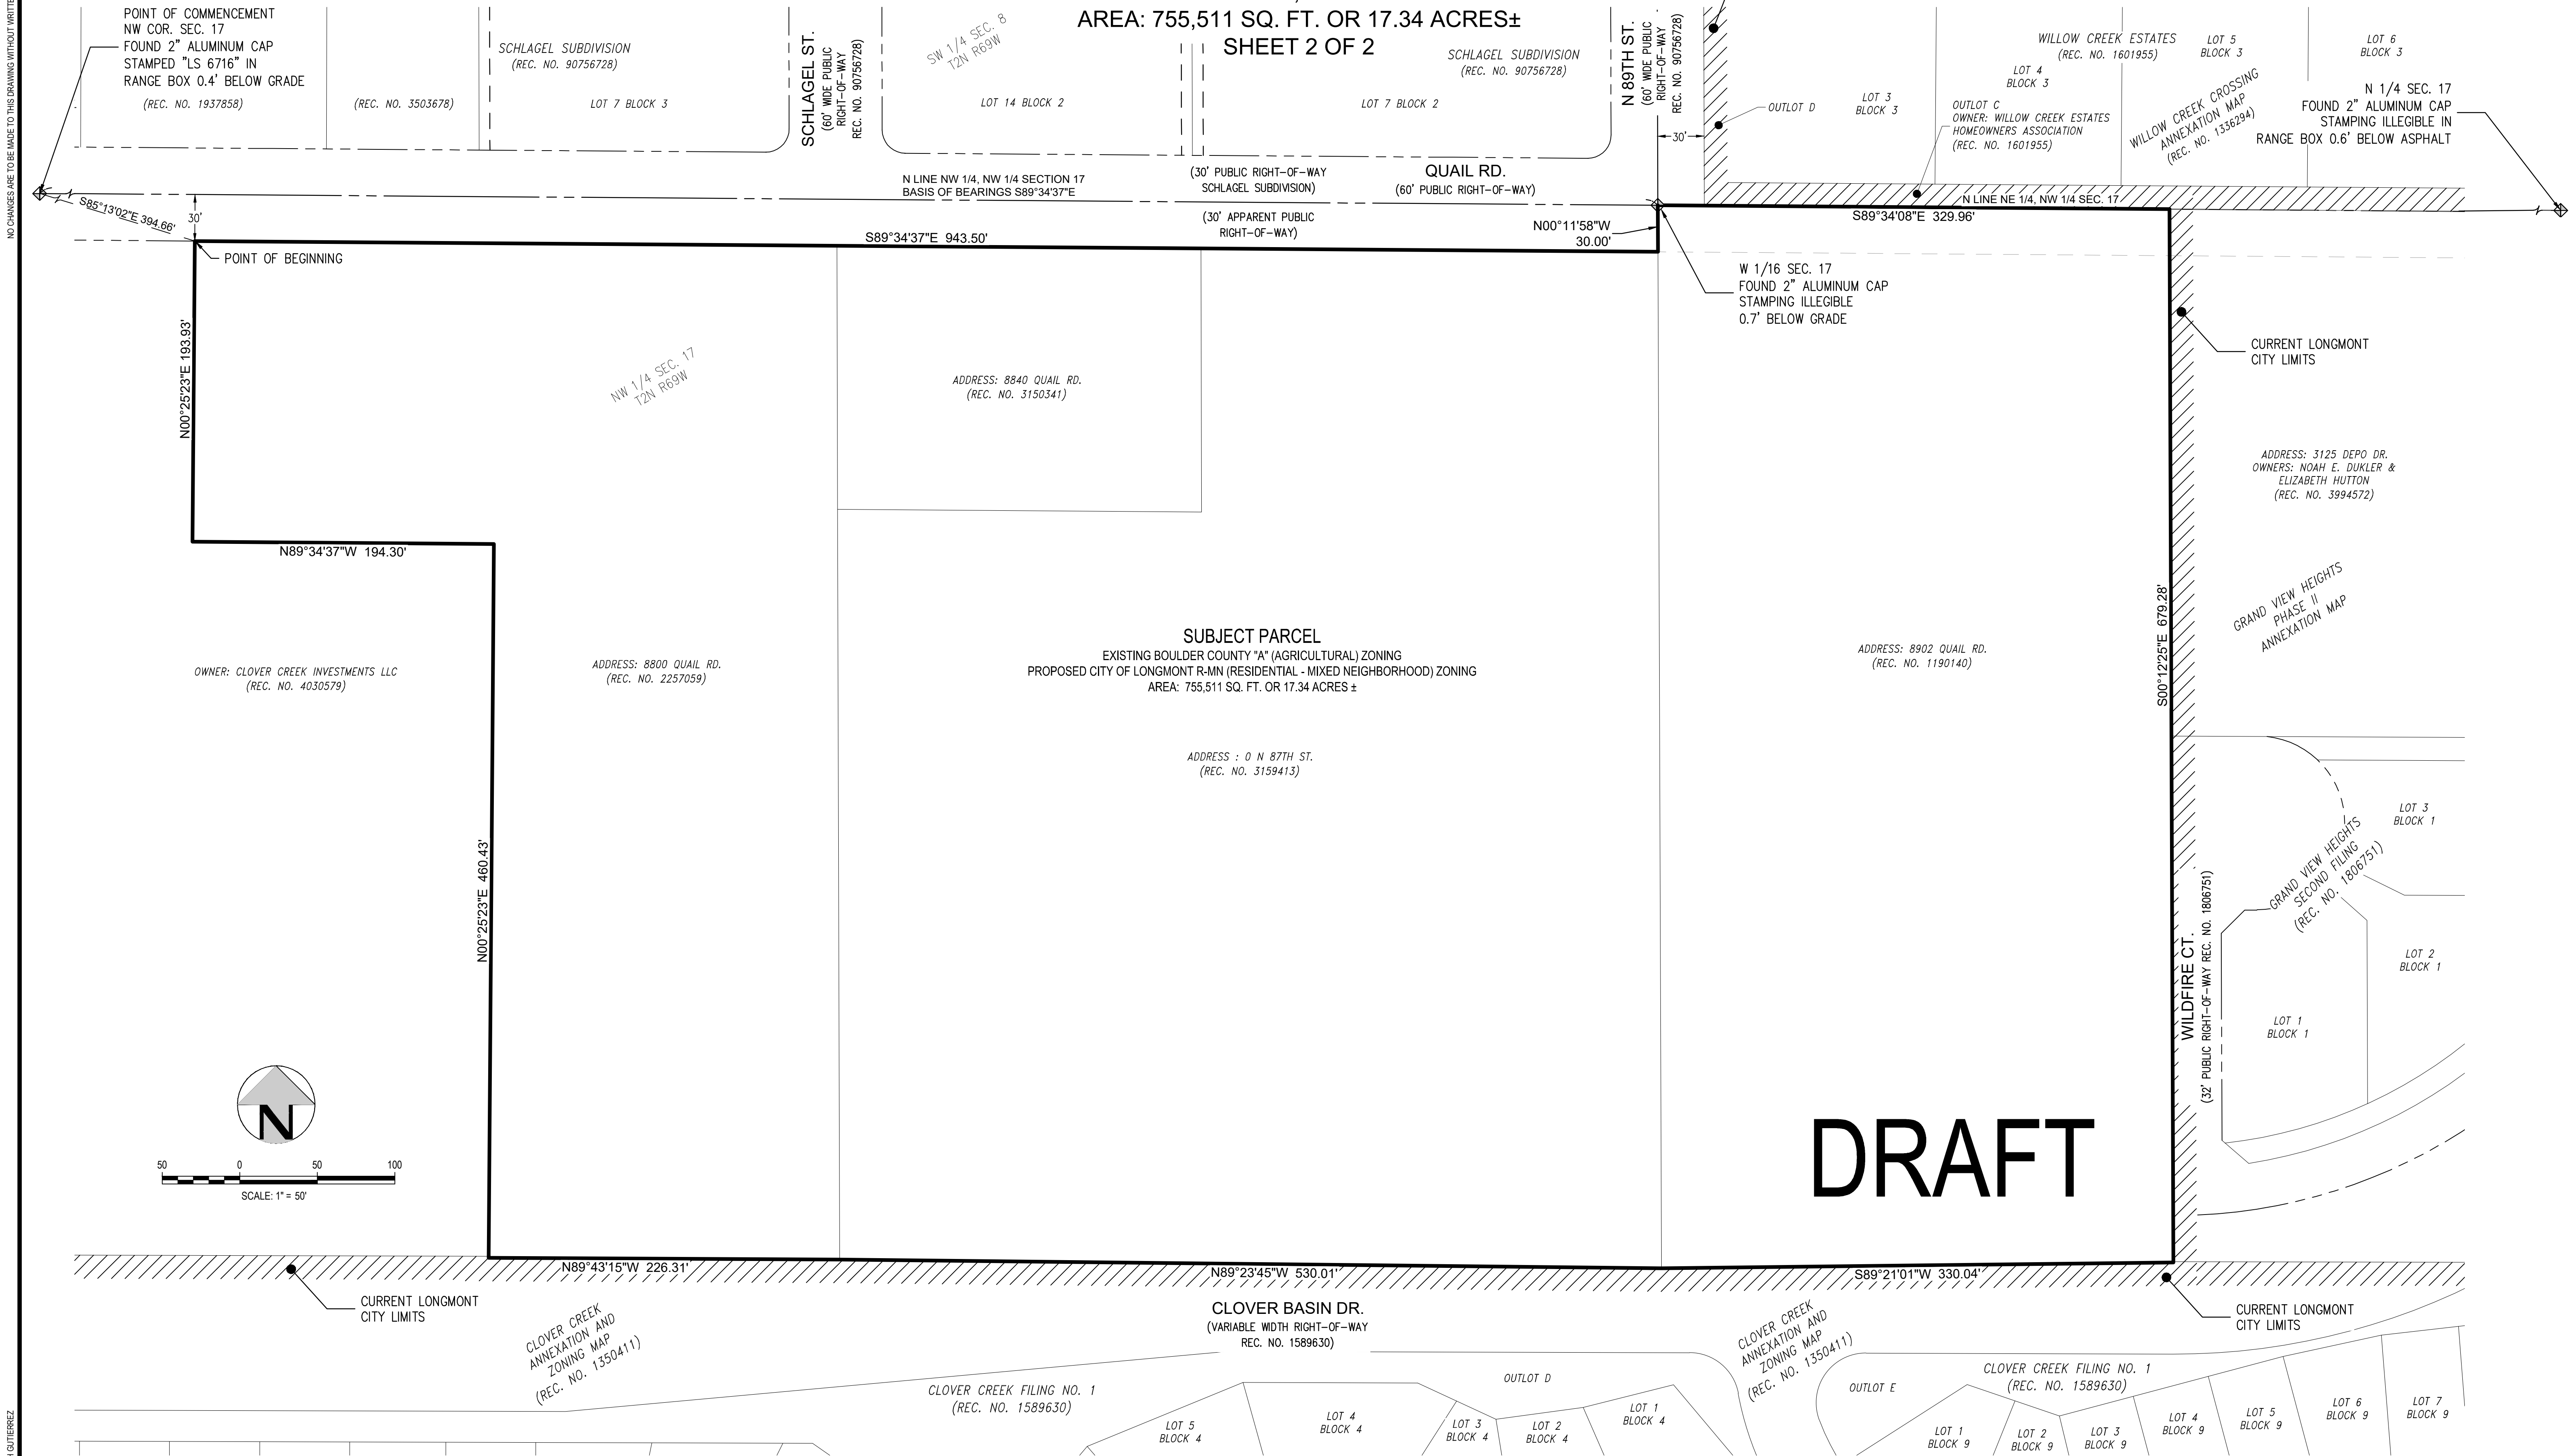 NO CHANGES ARE TO BE MADE TO THIS DRAWING WITHOUT
AREA: 755,511 SQ. FT. OR 17.34 ACRES±
SHEET 2 OF 2
POINT OF COMMENCEMENT
NW COR. SEC. 17
FOUND 2" ALUMINUM CAP
STAMPED "LS 6716" IN
RANGE BOX 0.4' BELOW GRADE
(REC. NO. 1937858)
(REC. NO. 3503678)
SCHLAGEL SUBDIVISION
(REC. NO. 90756728)
LOT 7 BLOCK 3
SCHLAGEL ST.
(60' WIDE PUBLIC
RIGHT-OF-WAY
REC. NO. 90756728)
SW 1/4 SEC. 8
T2N R69W
LOT 14 BLOCK 2
SCHLAGEL SUBDIVISION
(REC. NO. 90756728)
LOT 7 BLOCK 2
N 89TH ST.
(60' WIDE PUBLIC
RIGHT-OF-WAY
REC. NO. 90756728)
30'
OUTLOT D
LOT 3
BLOCK 3
WILLOW CREEK ESTATES
(REC. NO. 1601955)
LOT 4
BLOCK 3
LOT 5
BLOCK 3
LOT 6
BLOCK 3
OUTLOT C
OWNER: WILLOW CREEK ESTATES
HOMEOWNERS ASSOCIATION
(REC. NO. 1601955)
WILLOW CREEK CROSSING
ANNEXATION MAP
(REC. NO. 1336294)
N 1/4 SEC. 17
FOUND 2" ALUMINUM CAP
STAMPING ILLEGIBLE IN
RANGE BOX 0.6' BELOW ASPHALT
S85°13'02"E 394.66'
30'
N LINE NW 1/4, NW 1/4 SECTION 17
BASIS OF BEARINGS S89°34'37"E
(30' PUBLIC RIGHT-OF-WAY
SCHLAGEL SUBDIVISION)
QUAIL RD.
(60' PUBLIC RIGHT-OF-WAY)
(30' APPARENT PUBLIC
RIGHT-OF-WAY)
N LINE NE 1/4, NW 1/4 SEC. 17
S89°34'08"E 329.96'
N00°11'58"W
30.00'
S89°34'37"E 943.50'
POINT OF BEGINNING
W 1/16 SEC. 17
FOUND 2" ALUMINUM CAP
STAMPING ILLEGIBLE
0.7' BELOW GRADE
CURRENT LONGMONT
CITY LIMITS
N00°25'23"E 193.93'
NW 1/4 SEC. 17
T2N R69W
ADDRESS: 8840 QUAIL RD.
(REC. NO. 3150341)
ADDRESS: 3125 DEPO DR.
OWNERS: NOAH E. DUKLER &
ELIZABETH HUTTON
(REC. NO. 3994572)
N89°34'37"W 194.30'
GRAND VIEW HEIGHTS
PHASE II
ANNEXATION MAP
S00°12'25"E 679.28'
OWNER: CLOVER CREEK INVESTMENTS LLC
(REC. NO. 4030579)
ADDRESS: 8800 QUAIL RD.
(REC. NO. 2257059)
SUBJECT PARCEL
EXISTING BOULDER COUNTY "A" (AGRICULTURAL) ZONING
PROPOSED CITY OF LONGMONT R-MN (RESIDENTIAL - MIXED NEIGHBORHOOD) ZONING
AREA: 755,511 SQ. FT. OR 17.34 ACRES ±
ADDRESS: 8902 QUAIL RD.
(REC. NO. 1190140)
ADDRESS : 0 N 87TH ST.
(REC. NO. 3159413)
LOT 3
BLOCK 1
GRAND VIEW HEIGHTS
SECOND FILING
(REC. NO. 1806751)
N00°25'23"E 460.43'
LOT 2
BLOCK 1
WILDFIRE CT.
(32' PUBLIC RIGHT-OF-WAY REC. NO. 1806751)
LOT 1
BLOCK 1
N
50 0 50 100
SCALE: 1" = 50'
DRAFT
N89°43'15"W 226.31'
N89°23'45"W 530.01'
S89°21'01"W 330.04'
CURRENT LONGMONT
CITY LIMITS
CLOVER CREEK
ANNEXATION AND
ZONING MAP
(REC. NO. 1350411)
CLOVER BASIN DR.
(VARIABLE WIDTH RIGHT-OF-WAY
REC. NO. 1589630)
CLOVER CREEK
ANNEXATION AND
ZONING MAP
(REC. NO. 1350411)
CURRENT LONGMONT
CITY LIMITS
CLOVER CREEK FILING NO. 1
(REC. NO. 1589630)
OUTLOT D
OUTLOT E
CLOVER CREEK FILING NO. 1
(REC. NO. 1589630)
LOT 5
BLOCK 4
LOT 4
BLOCK 4
LOT 3
BLOCK 4
LOT 2
BLOCK 4
LOT 1
BLOCK 4
LOT 1
BLOCK 9
LOT 2
BLOCK 9
LOT 3
BLOCK 9
LOT 4
BLOCK 9
LOT 5
BLOCK 9
LOT 6
BLOCK 9
LOT 7
BLOCK 9
GUTIERREZ